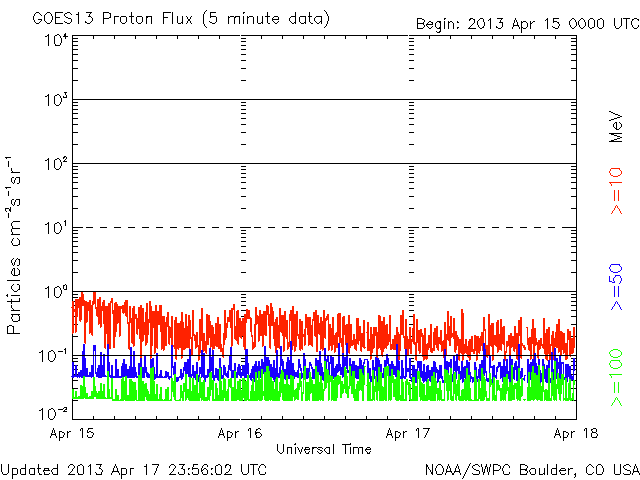 GOES13 Proton Flux (5 minute data)
Begin: 2013 Apr 15 0000 UTC
10⁴
10³
10²
10¹
10⁰
10⁻¹
10⁻²
Particles cm⁻²s⁻¹sr⁻¹
MeV
>=10
>=50
>=100
Apr 15
Apr 16
Apr 17
Apr 18
Universal Time
Updated 2013 Apr 17 23:56:02 UTC
NOAA/SWPC Boulder, CO USA